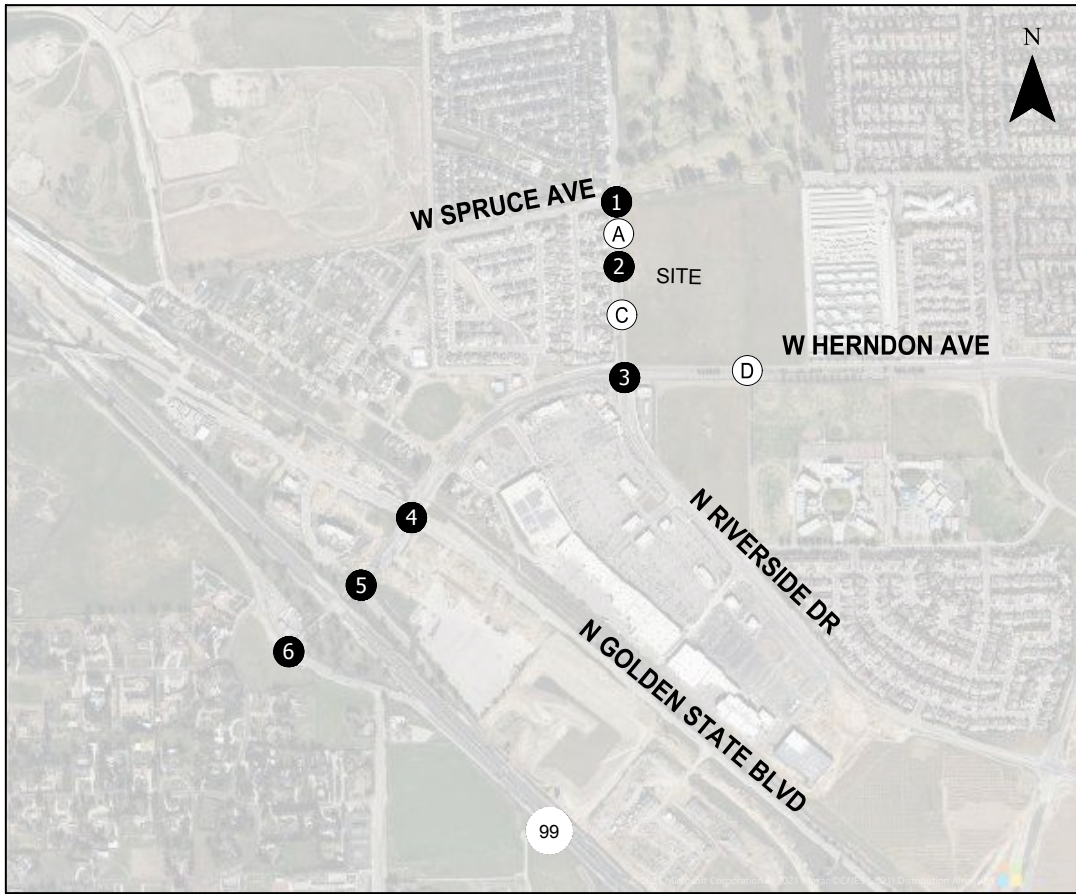 N
W SPRUCE AVE
1
A
2
SITE
C
W HERNDON AVE
D
3
N RIVERSIDE DR
4
5
N GOLDEN STATE BLVD
6
99